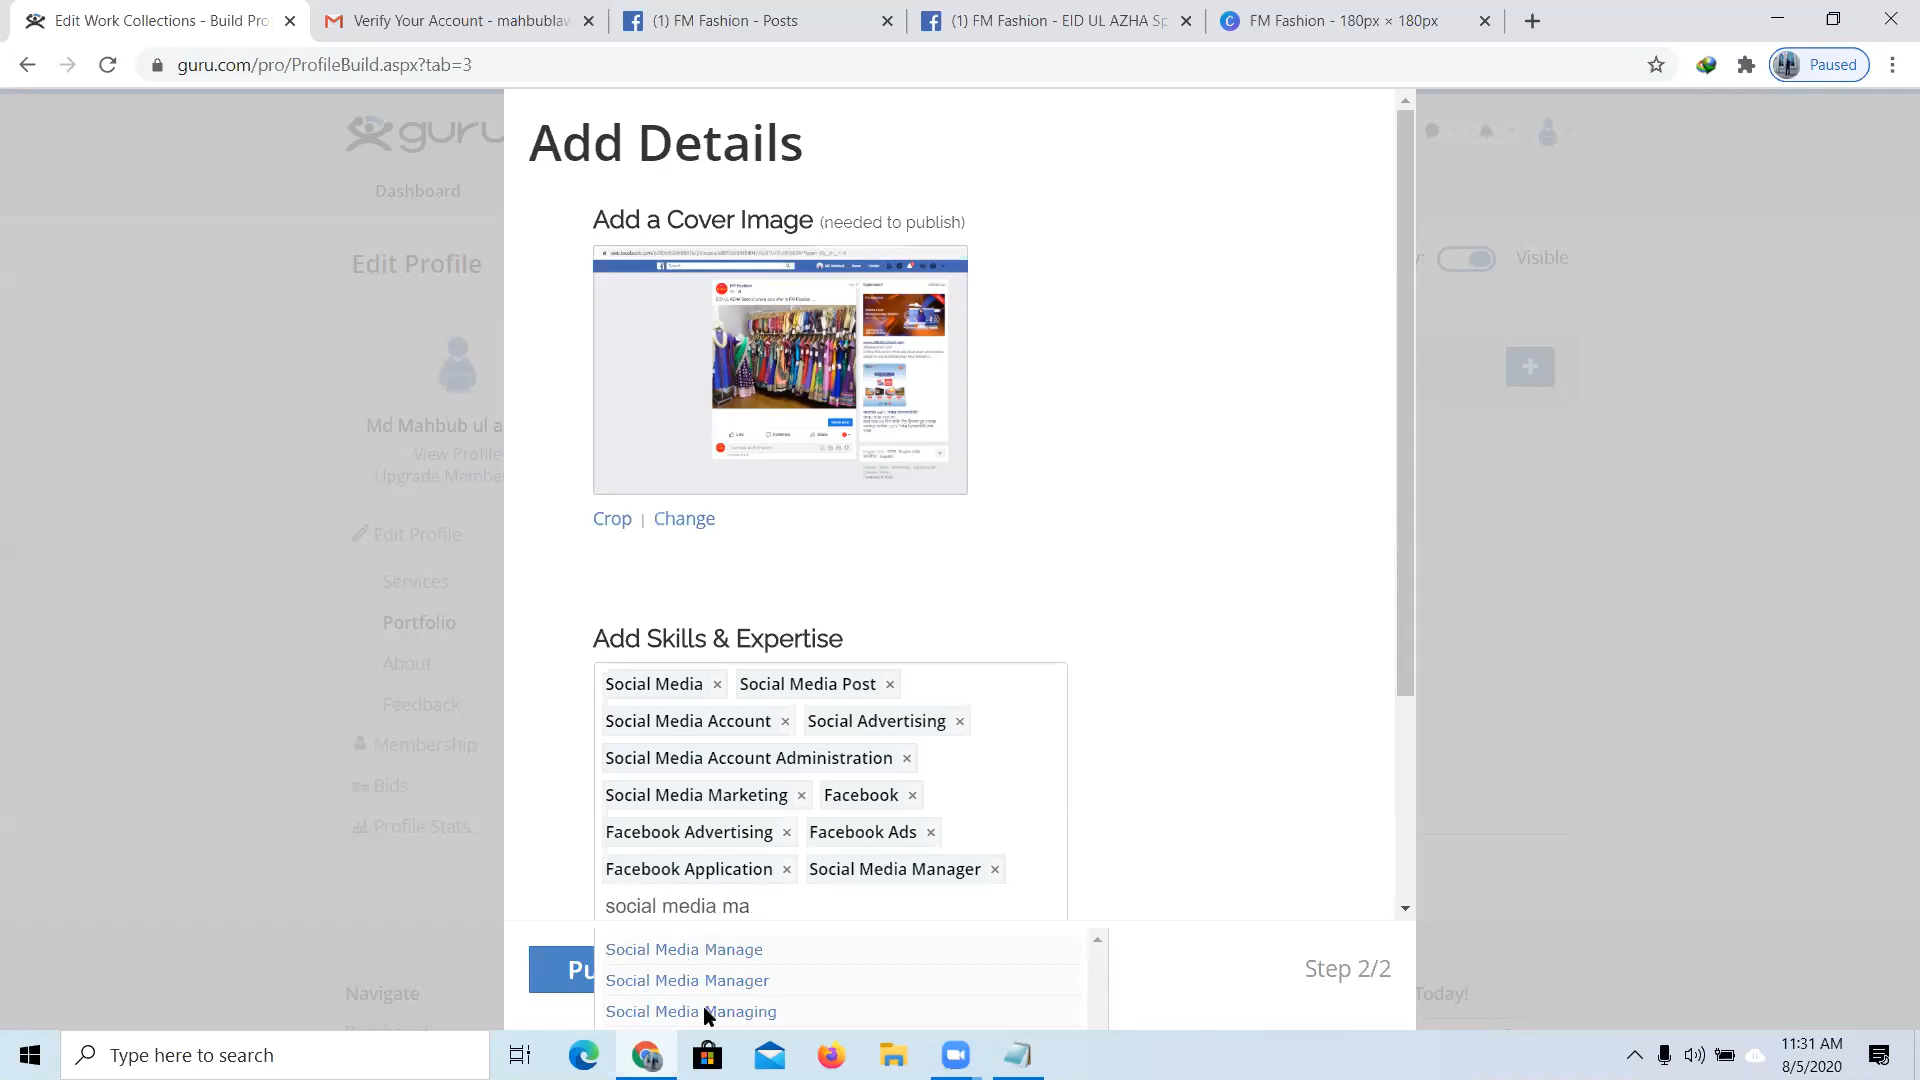 Edit Work Collections - Build Pro
Verify Your Account - mahbublaw
(1) FM Fashion - Posts
(1) FM Fashion - EID UL AZHA Sp
FM Fashion - 180px × 180px
guru.com/pro/ProfileBuild.aspx?tab=3
Paused
guru
Dashboard
Edit Profile
Visible
Md Mahbub ul a
View Profile
Upgrade Membe
Edit Profile
Services
Portfolio
About
Feedback
Membership
Bids
Profile Stats
Navigate
Today!
Add Details
Add a Cover Image (needed to publish)
FM Fashion
Crop | Change
Add Skills & Expertise
Social Media × Social Media Post ×
Social Media Account × Social Advertising ×
Social Media Account Administration ×
Social Media Marketing × Facebook ×
Facebook Advertising × Facebook Ads ×
Facebook Application × Social Media Manager ×
social media ma
Social Media Manage
Social Media Manager
Social Media Managing
Pu
Step 2/2
Type here to search
11:31 AM
8/5/2020